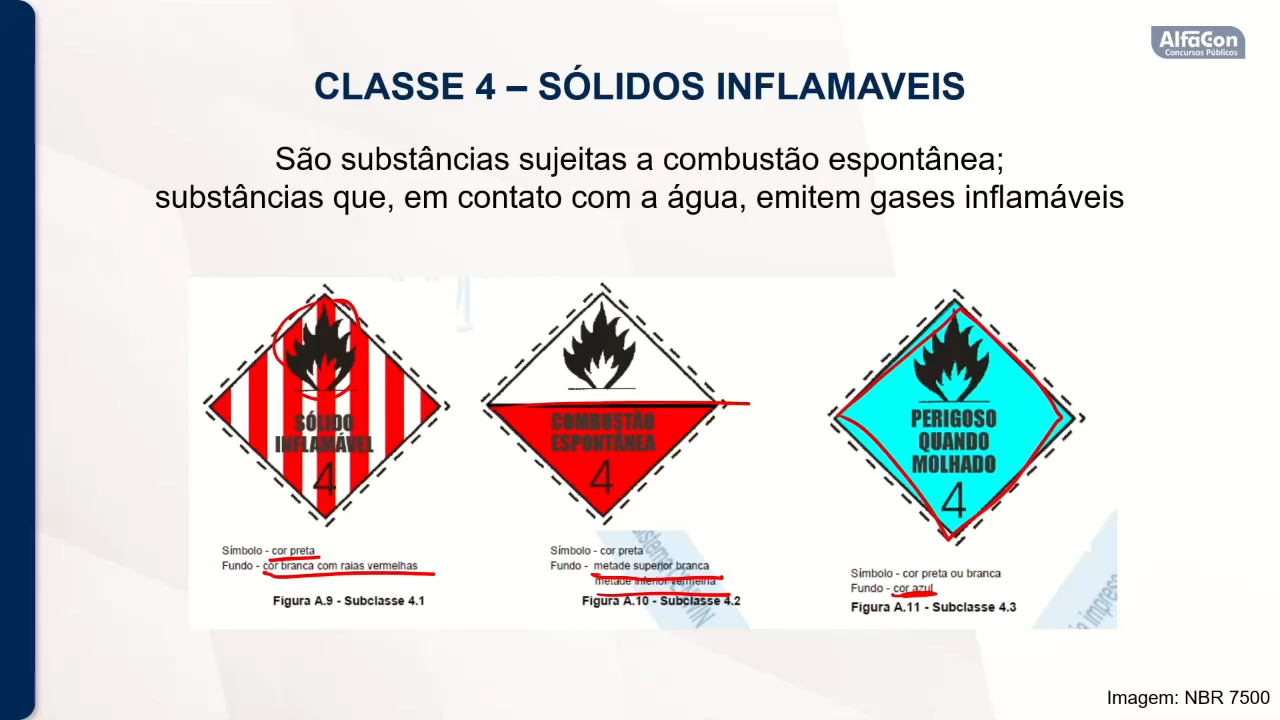 AlfaCon
Concursos Públicos
CLASSE 4 – SÓLIDOS INFLAMAVEIS
São substâncias sujeitas a combustão espontânea;
substâncias que, em contato com a água, emitem gases inflamáveis
SÓLIDO
INFLAMÁVEL
4
Símbolo - cor preta
Fundo - cor branca com raias vermelhas
Figura A.9 - Subclasse 4.1
COMBUSTÃO
ESPONTÂNEA
4
Símbolo - cor preta
Fundo - metade superior branca
metade inferior vermelha
Figura A.10 - Subclasse 4.2
PERIGOSO
QUANDO
MOLHADO
4
Símbolo - cor preta ou branca
Fundo - cor azul
Figura A.11 - Subclasse 4.3
Imagem: NBR 7500